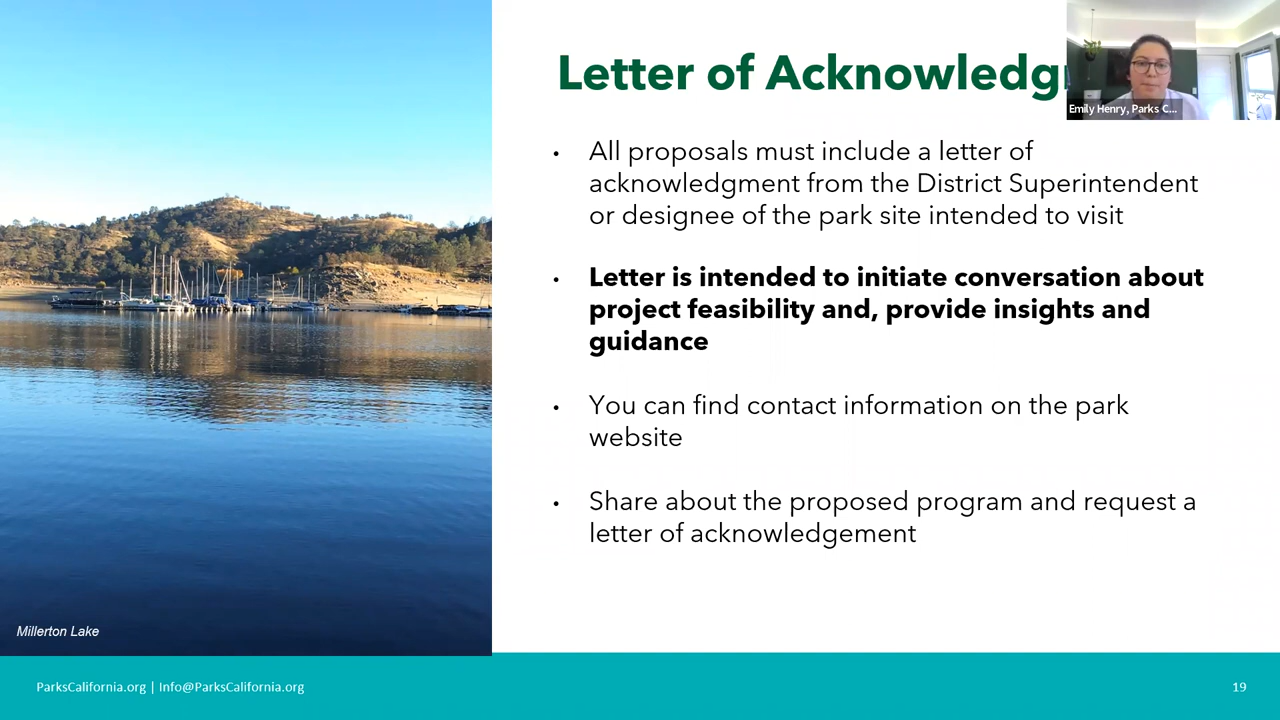 Letter of Acknowledg
Emily Henry, Parks C...
• All proposals must include a letter of
acknowledgment from the District Superintendent
or designee of the park site intended to visit
• Letter is intended to initiate conversation about
project feasibility and, provide insights and
guidance
• You can find contact information on the park
website
• Share about the proposed program and request a
letter of acknowledgement
Millerton Lake
ParksCalifornia.org | Info@ParksCalifornia.org
19